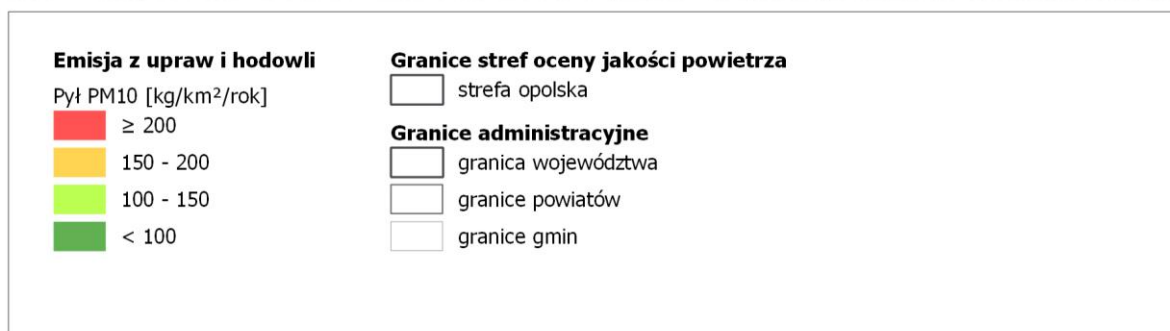 Emisja z upraw i hodowli
Pył PM10 [kg/km²/rok]
≥ 200
150 - 200
100 - 150
< 100
Granice stref oceny jakości powietrza
strefa opolska
Granice administracyjne
granica województwa
granice powiatów
granice gmin